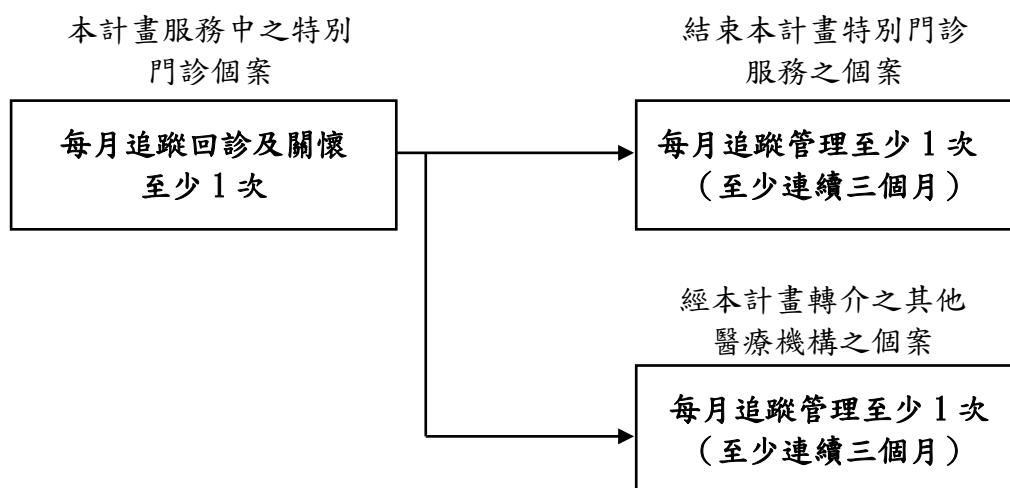 本計畫服務中之特別
門診個案
每月追蹤回診及關懷
至少 1 次
結束本計畫特別門診
服務之個案
每月追蹤管理至少 1 次
（至少連續三個月）
經本計畫轉介之其他
醫療機構之個案
每月追蹤管理至少 1 次
（至少連續三個月）